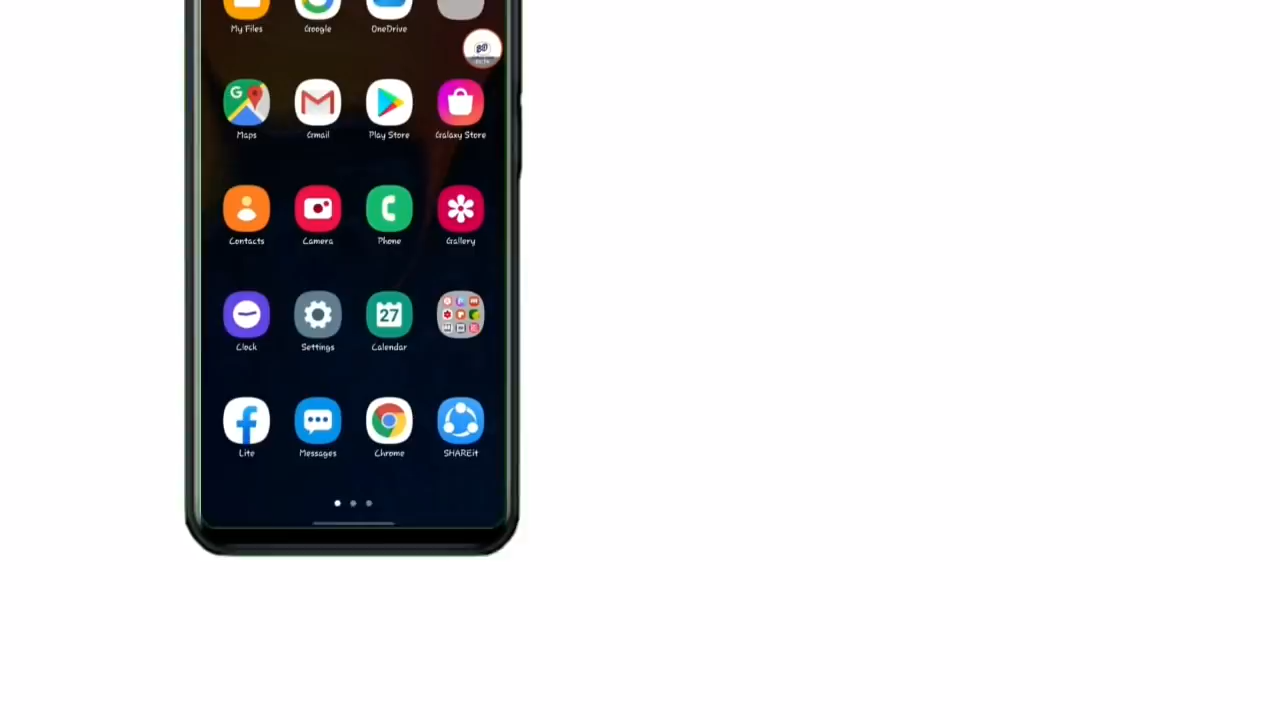 My Files Google OneDrive
Maps Gmail Play Store Galaxy Store
Contacts Camera Phone Gallery
27
Clock Settings Calendar
Lite Messages Chrome SHAREit